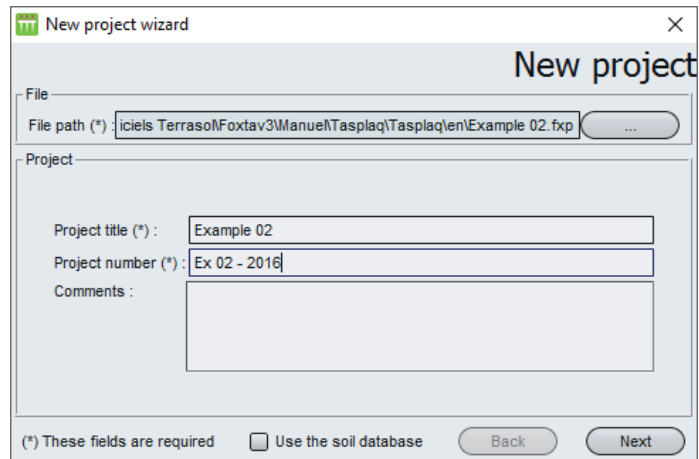 New project wizard
New project
File
File path (*) : iciels Terrasol\Foxtav3\Manuel\Tasplaq\Tasplaq\en\Example 02.fxp ...
Project
Project title (*) : Example 02
Project number (*) : Ex 02 - 2016
Comments :
(*) These fields are required Use the soil database Back Next